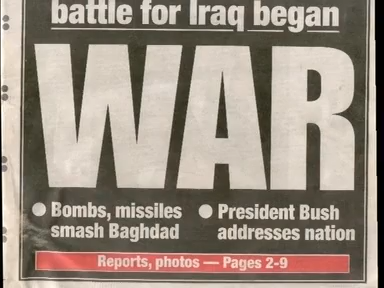 battle for Iraq began
WAR
● Bombs, missiles ● President Bush
smash Baghdad addresses nation
Reports, photos — Pages 2-9